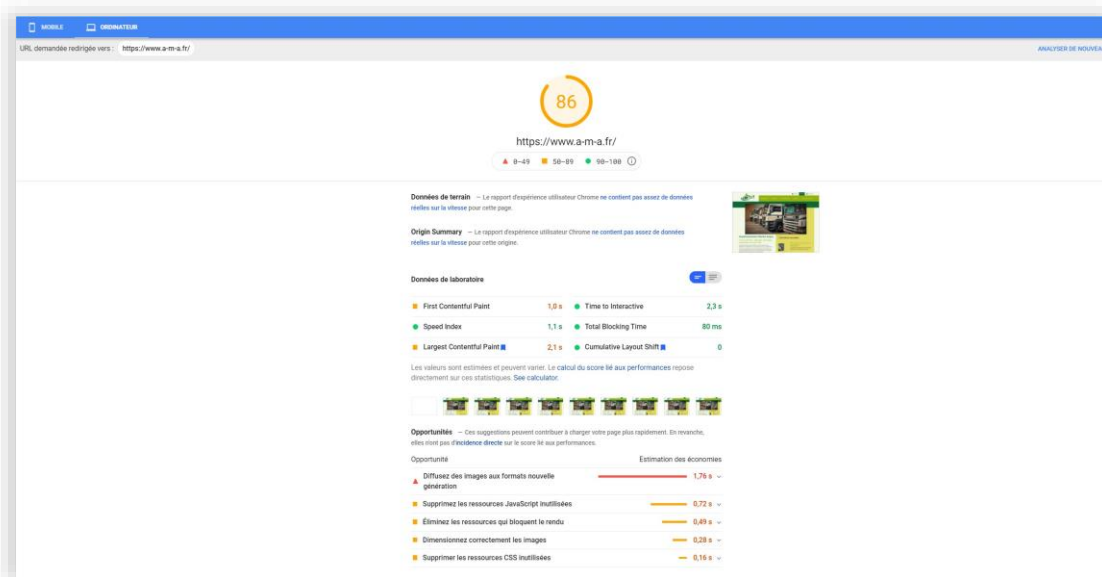 MOBILE ORDINATEUR
URL demandée redirigée vers : https://www.a-m-a.fr/ ANALYSER DE NOUVEA
86
https://www.a-m-a.fr/
0–49 50–89 90–100
Données de terrain — Le rapport d'expérience utilisateur Chrome ne contient pas assez de données
réelles sur la vitesse pour cette page.
Origin Summary — Le rapport d'expérience utilisateur Chrome ne contient pas assez de données
réelles sur la vitesse pour cette origine.
Données de laboratoire
First Contentful Paint 1,0 s Time to Interactive 2,3 s
Speed Index 1,1 s Total Blocking Time 80 ms
Largest Contentful Paint 2,1 s Cumulative Layout Shift 0
Les valeurs sont estimées et peuvent varier. Le calcul du score lié aux performances repose
directement sur ces statistiques. See calculator.
Opportunités — Ces suggestions peuvent contribuer à charger votre page plus rapidement. En revanche,
elles n'ont pas d'incidence directe sur le score lié aux performances.
Opportunité Estimation des économies
Diffusez des images aux formats nouvelle
génération 1,76 s
Supprimez les ressources JavaScript inutilisées 0,72 s
Éliminez les ressources qui bloquent le rendu 0,49 s
Dimensionnez correctement les images 0,28 s
Supprimer les ressources CSS inutilisées 0,16 s